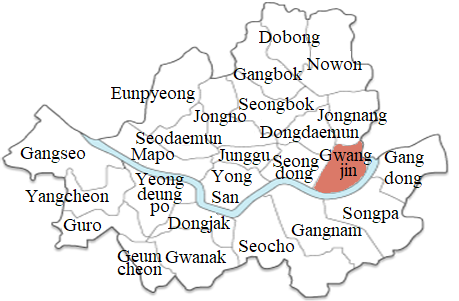 Dobong
Nowon
Gangbok
Eunpyeong
Seongbok
Jongno
Jongnang
Dongdaemun
Seodaemun
Gangseo
Mapo
Junggu
Seong
dong
Gwang
jin
Gang
dong
Yong
San
Yeong
deung
po
Yangcheon
Guro
Dongjak
Songpa
Gangnam
Seocho
Geum
cheon
Gwanak